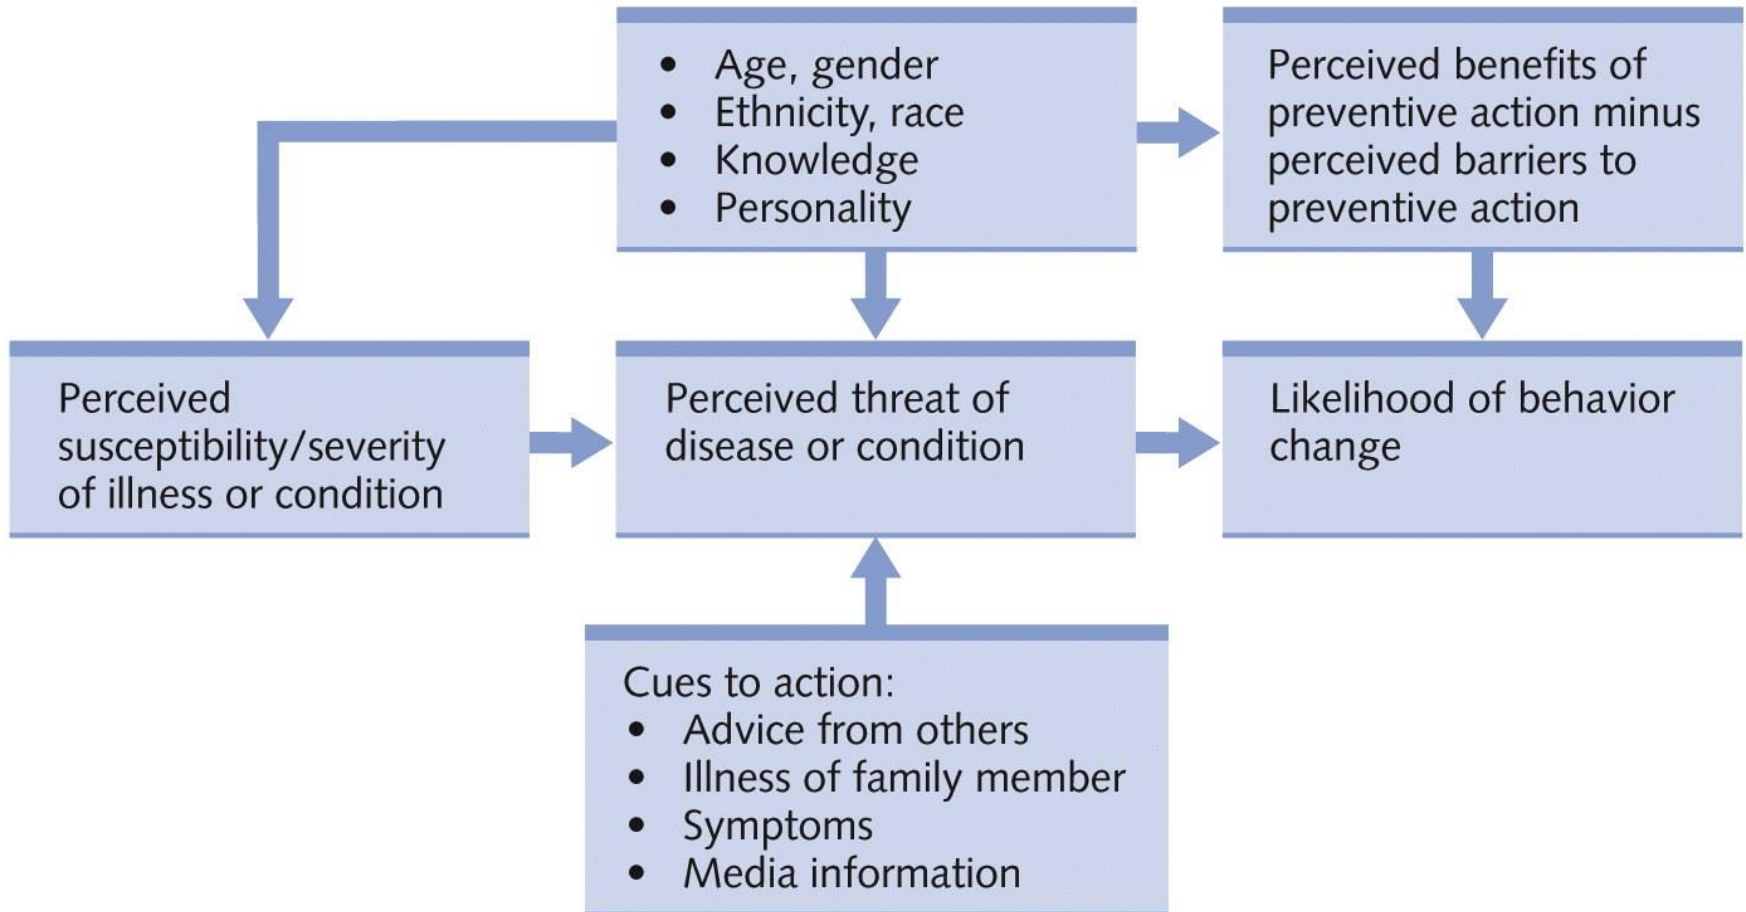 • Age, gender
• Ethnicity, race
• Knowledge
• Personality
Perceived benefits of
preventive action minus
perceived barriers to
preventive action
Perceived
susceptibility/severity
of illness or condition
Perceived threat of
disease or condition
Likelihood of behavior
change
Cues to action:
• Advice from others
• Illness of family member
• Symptoms
• Media information